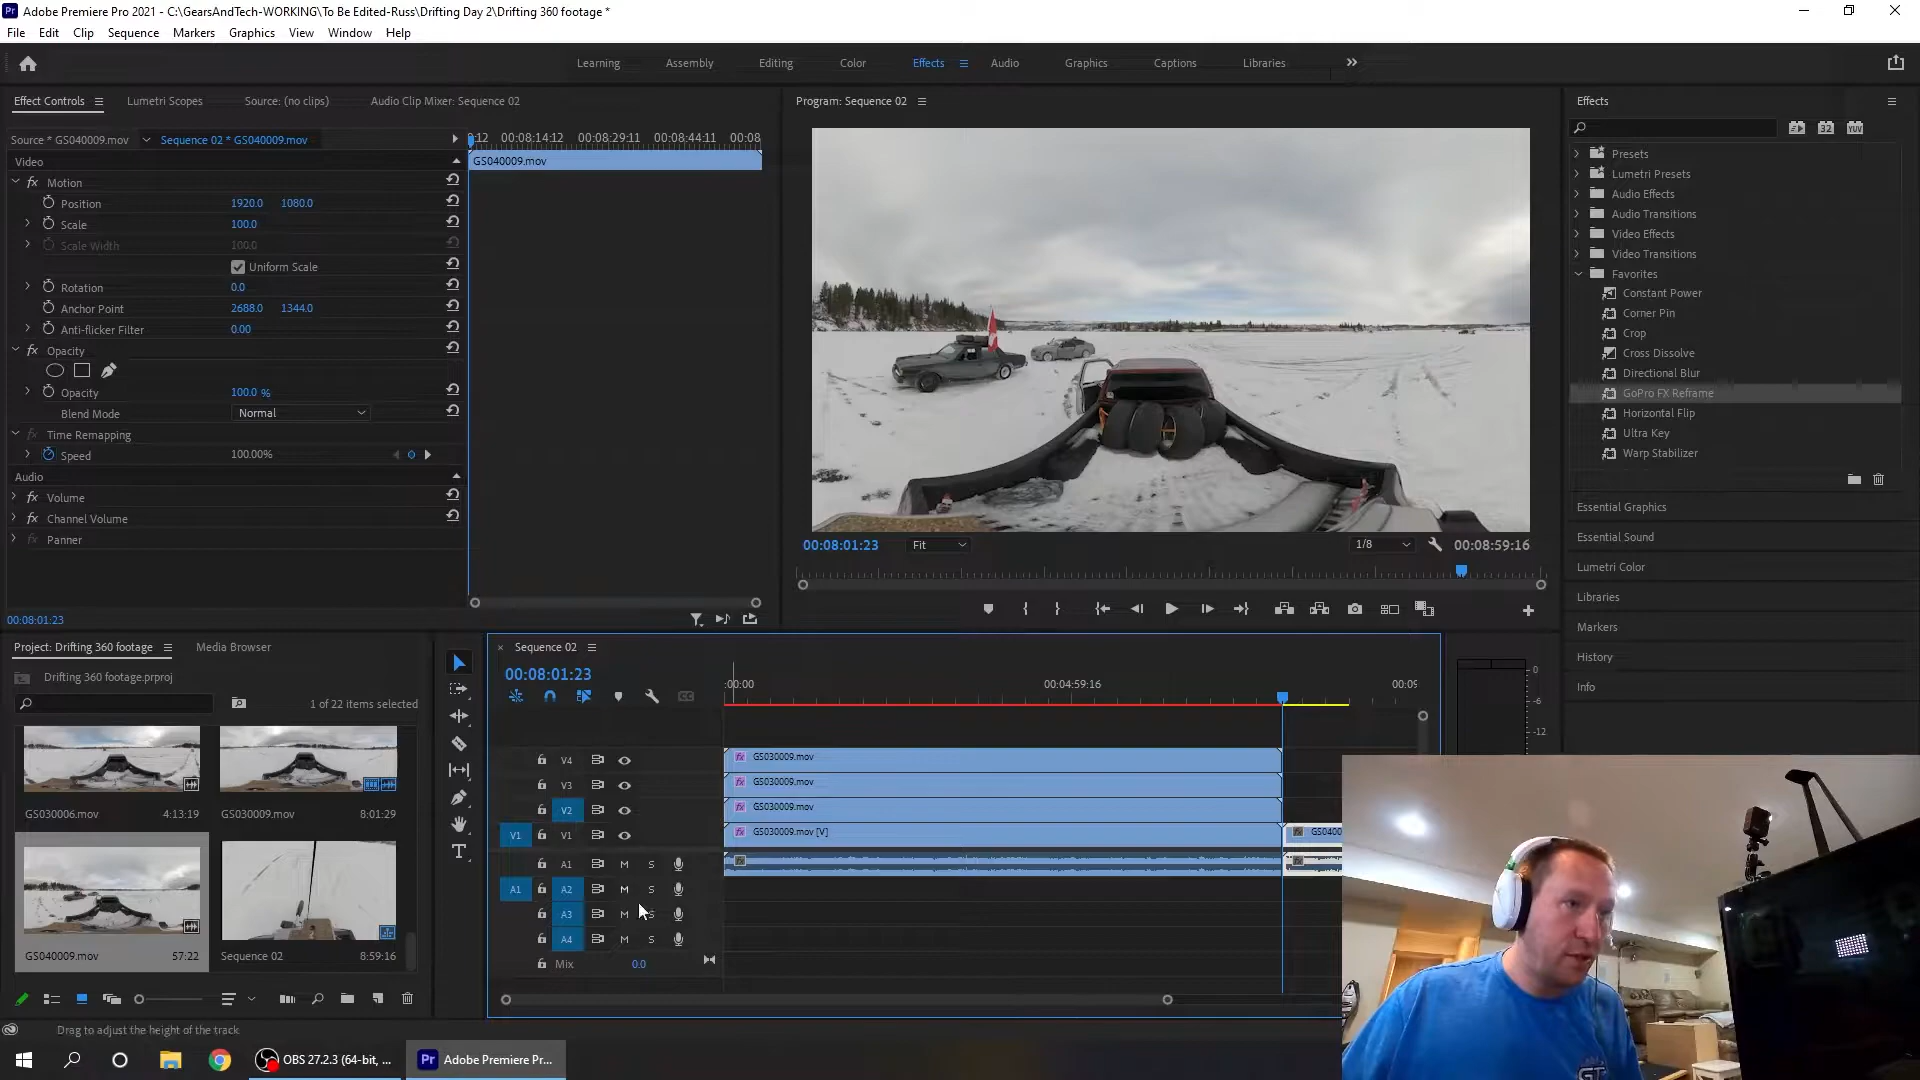 Adobe Premiere Pro 2021 - C:\GearsAndTech-WORKING\To Be Edited-Russ\Drifting Day 2\Drifting 360 footage *
File Edit Clip Sequence Markers Graphics View Window Help
Learning Assembly Editing Color Effects Audio Graphics Captions Libraries
Effect Controls Lumetri Scopes Source: (no clips) Audio Clip Mixer: Sequence 02
Program: Sequence 02
Effects
Source * GS040009.mov Sequence 02 * GS040009.mov
0:12 00:08:14:12 00:08:29:11 00:08:44:11 00:08
Video
GS040009.mov
Motion
Position 1920.0 1080.0
Scale 100.0
Scale Width 100.0
Uniform Scale
Rotation 0.0
Anchor Point 2688.0 1344.0
Anti-flicker Filter 0.00
Opacity
Opacity 100.0 %
Blend Mode Normal
Time Remapping
Speed 100.00%
Audio
Volume
Channel Volume
Panner
00:08:01:23
00:08:01:23 Fit 1/8 00:08:59:16
32 YUV
Presets
Lumetri Presets
Audio Effects
Audio Transitions
Video Effects
Video Transitions
Favorites
Constant Power
Corner Pin
Crop
Cross Dissolve
Directional Blur
GoPro FX Reframe
Horizontal Flip
Ultra Key
Warp Stabilizer
Essential Graphics
Essential Sound
Lumetri Color
Libraries
Markers
History
Info
Project: Drifting 360 footage Media Browser
Drifting 360 footage.prproj
1 of 22 items selected
GS030006.mov 4:13:19
GS030009.mov 8:01:29
GS040009.mov 57:22
Sequence 02 8:59:16
Sequence 02
00:08:01:23
:00:00 00:04:59:16 00:09
V4 GS030009.mov
V3 GS030009.mov
V2 GS030009.mov
V1 V1 GS030009.mov [V] GS0400
A1 M S
A1 A2 M S
A3 M S
A4 M S
Mix 0.0
0
-6
-12
Drag to adjust the height of the track.
OBS 27.2.3 (64-bit, ...
Adobe Premiere Pr...
GT